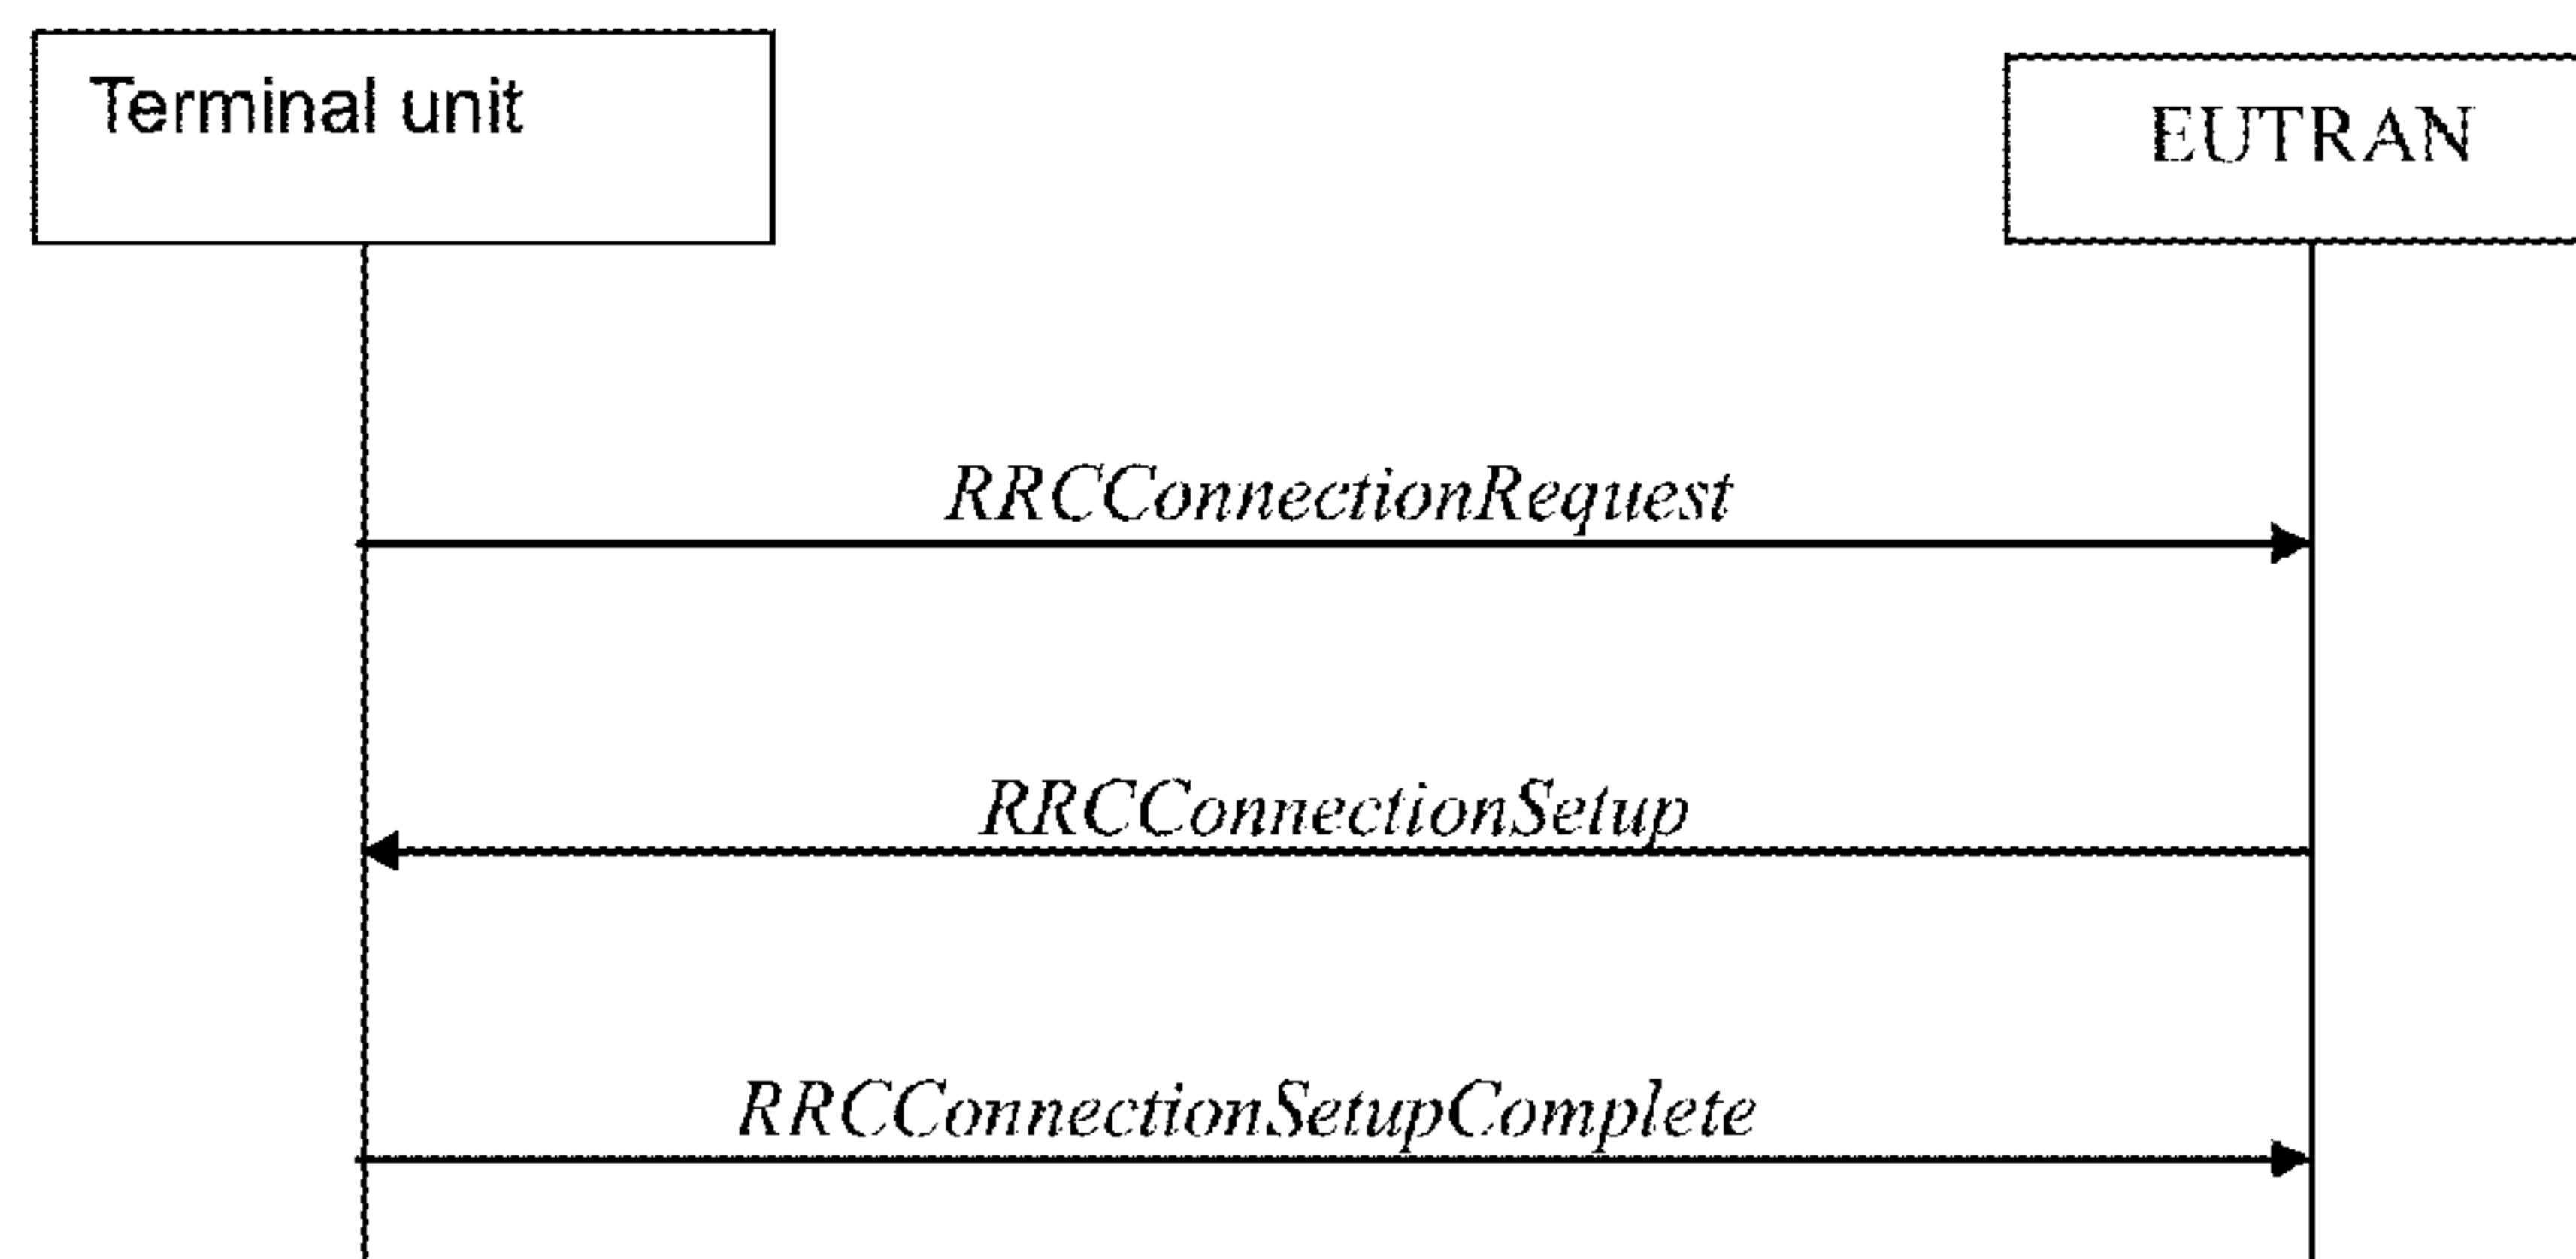 Terminal unit
EUTRAN
RRCConnectionRequest
RRCConnectionSetup
RRCConnectionSetupComplete